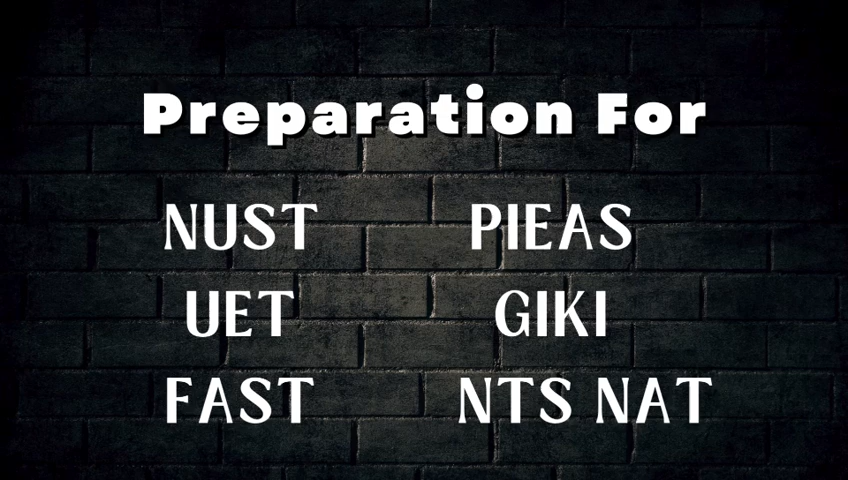 Preparation For
NUST PIEAS
UET GIKI
FAST NTS NAT